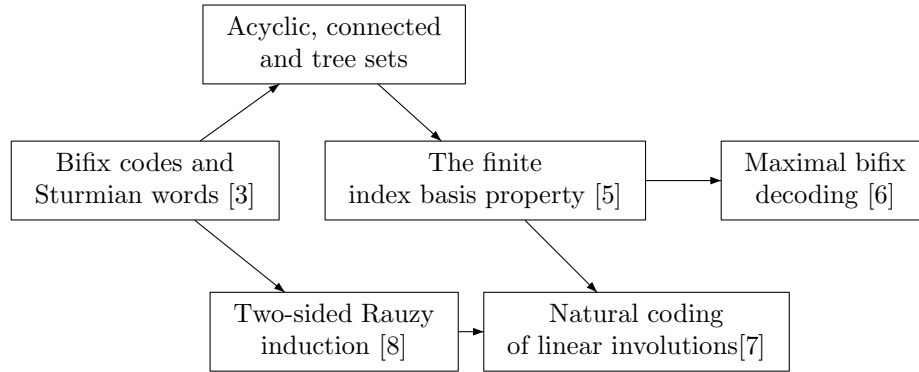 Acyclic, connected
and tree sets
Bifix codes and
Sturmian words [3]
The finite
index basis property [5]
Maximal bifix
decoding [6]
Two-sided Rauzy
induction [8]
Natural coding
of linear involutions[7]